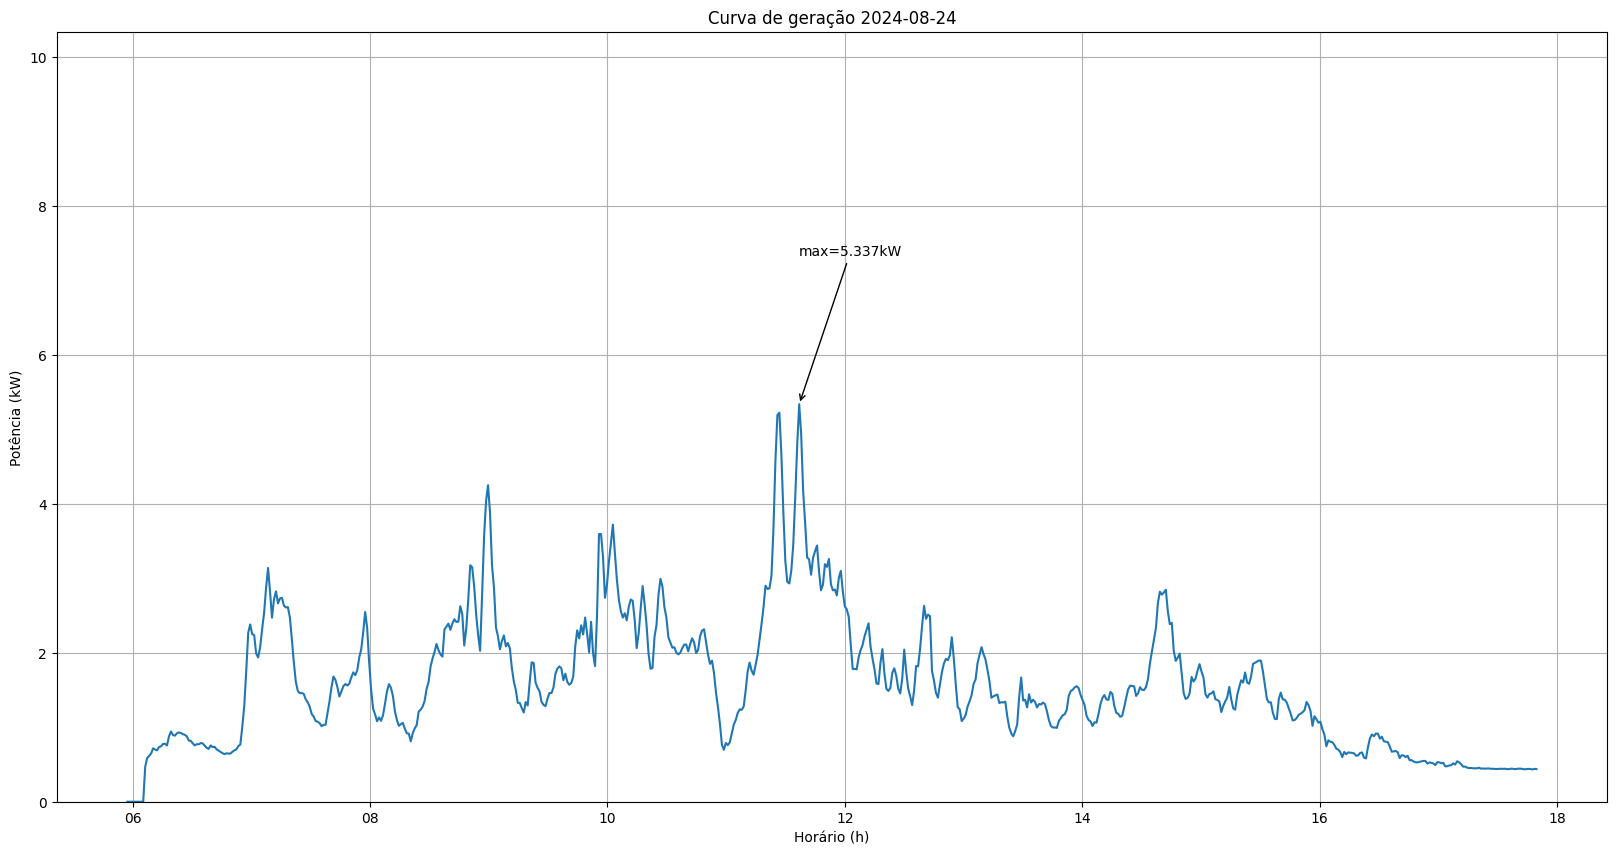 Curva de geração 2024-08-24
10
8
6
4
2
0
Potência (kW)
max=5.337kW
06 08 10 12 14 16 18
Horário (h)